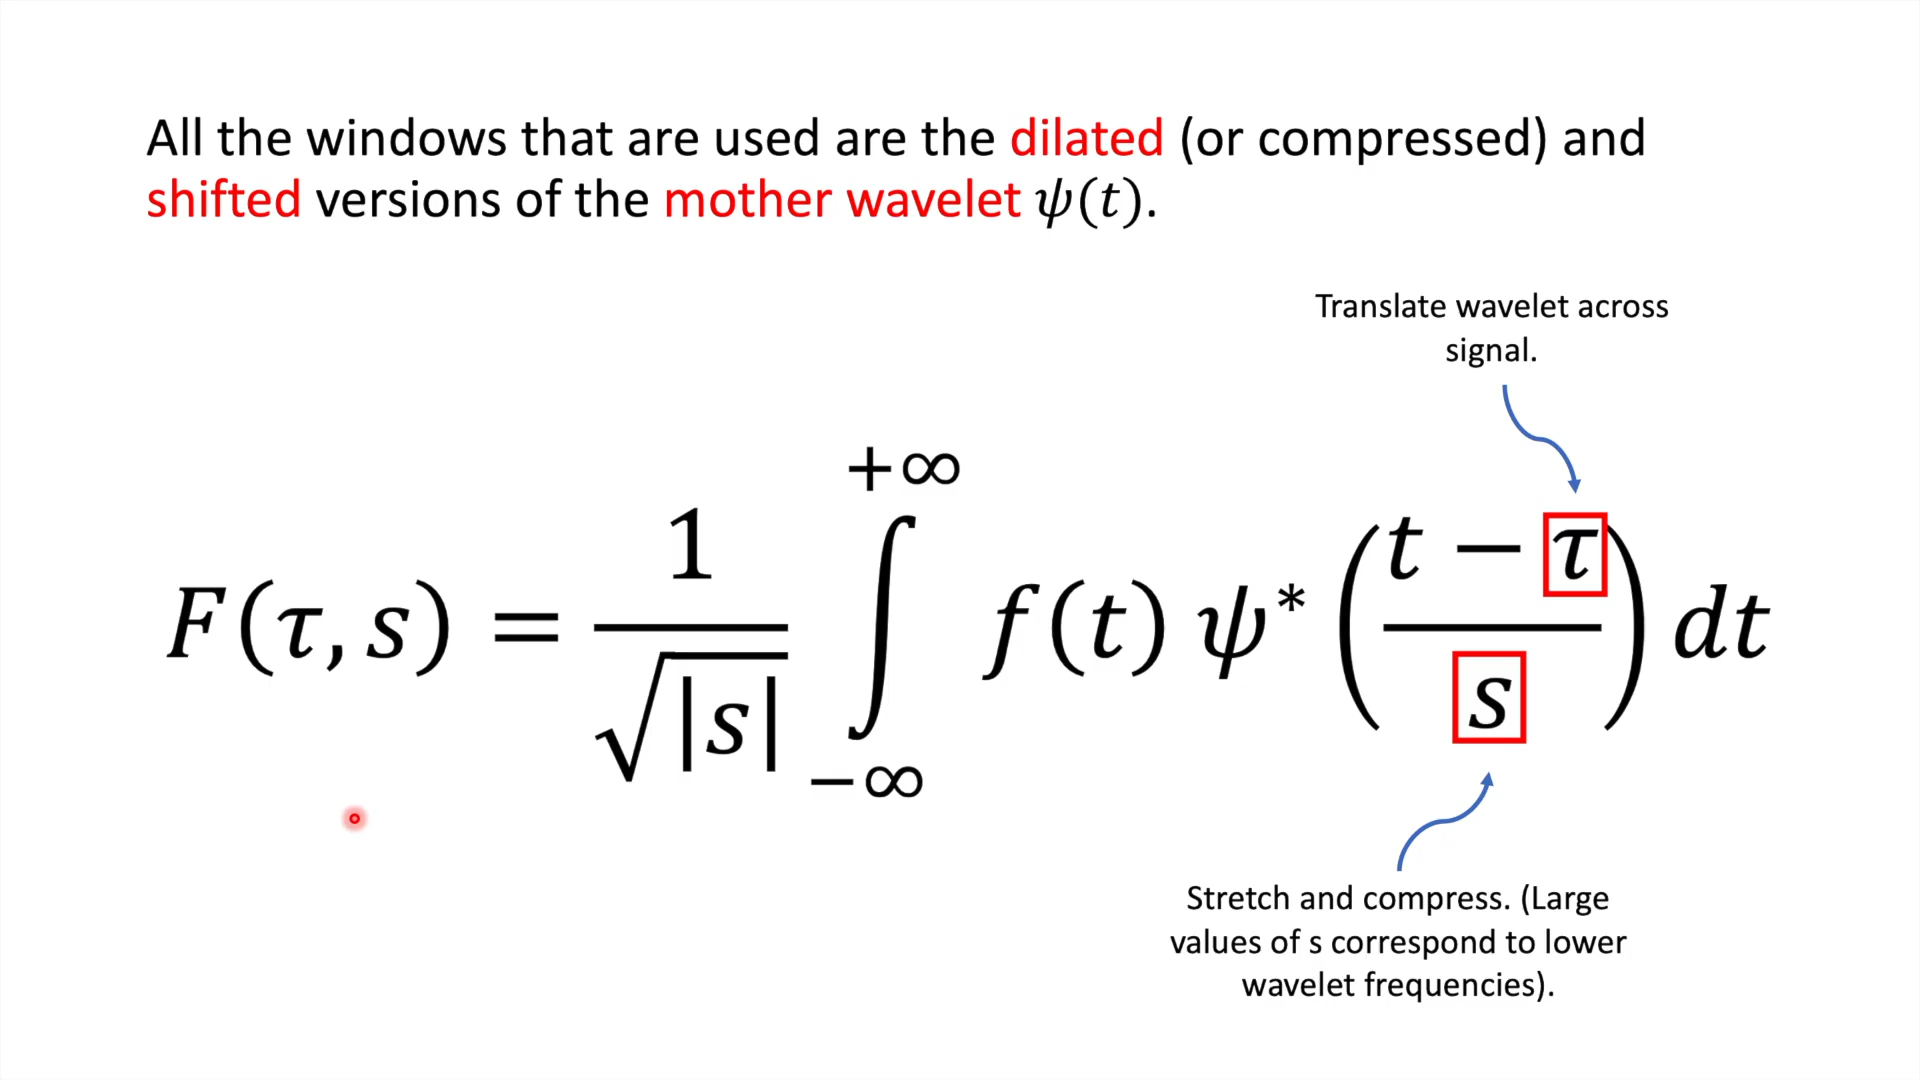 All the windows that are used are the dilated (or compressed) and
shifted versions of the mother wavelet ψ(t).
Translate wavelet across
signal.
F(τ, s) = 1/√|s| ∫_{−∞}^{+∞} f(t) ψ*((t − τ)/s) dt
Stretch and compress. (Large
values of s correspond to lower
wavelet frequencies).